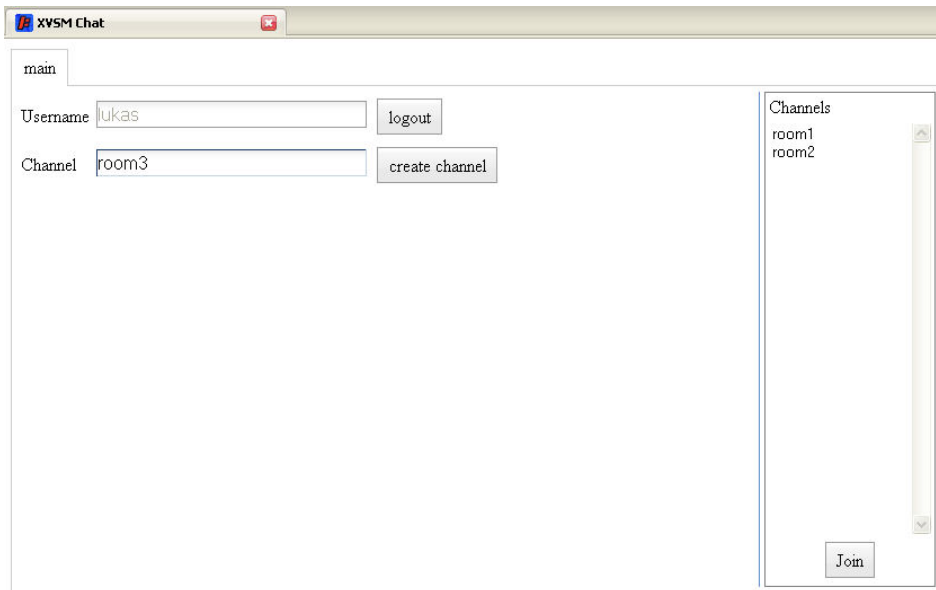 XVSM Chat
main
Username lukas logout
Channel room3 create channel
Channels
room1
room2
Join